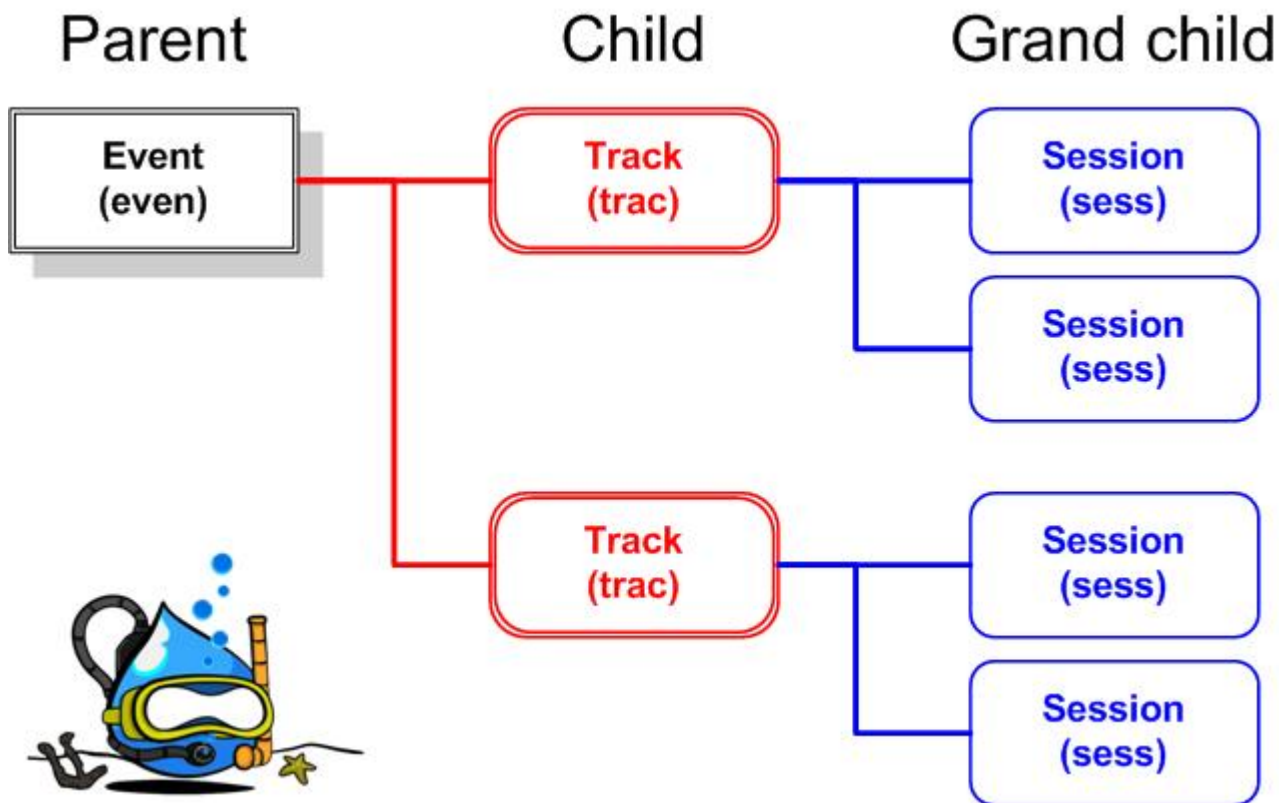 Parent
Child
Grand child
Event
(even)
Track
(trac)
Session
(sess)
Session
(sess)
Track
(trac)
Session
(sess)
Session
(sess)